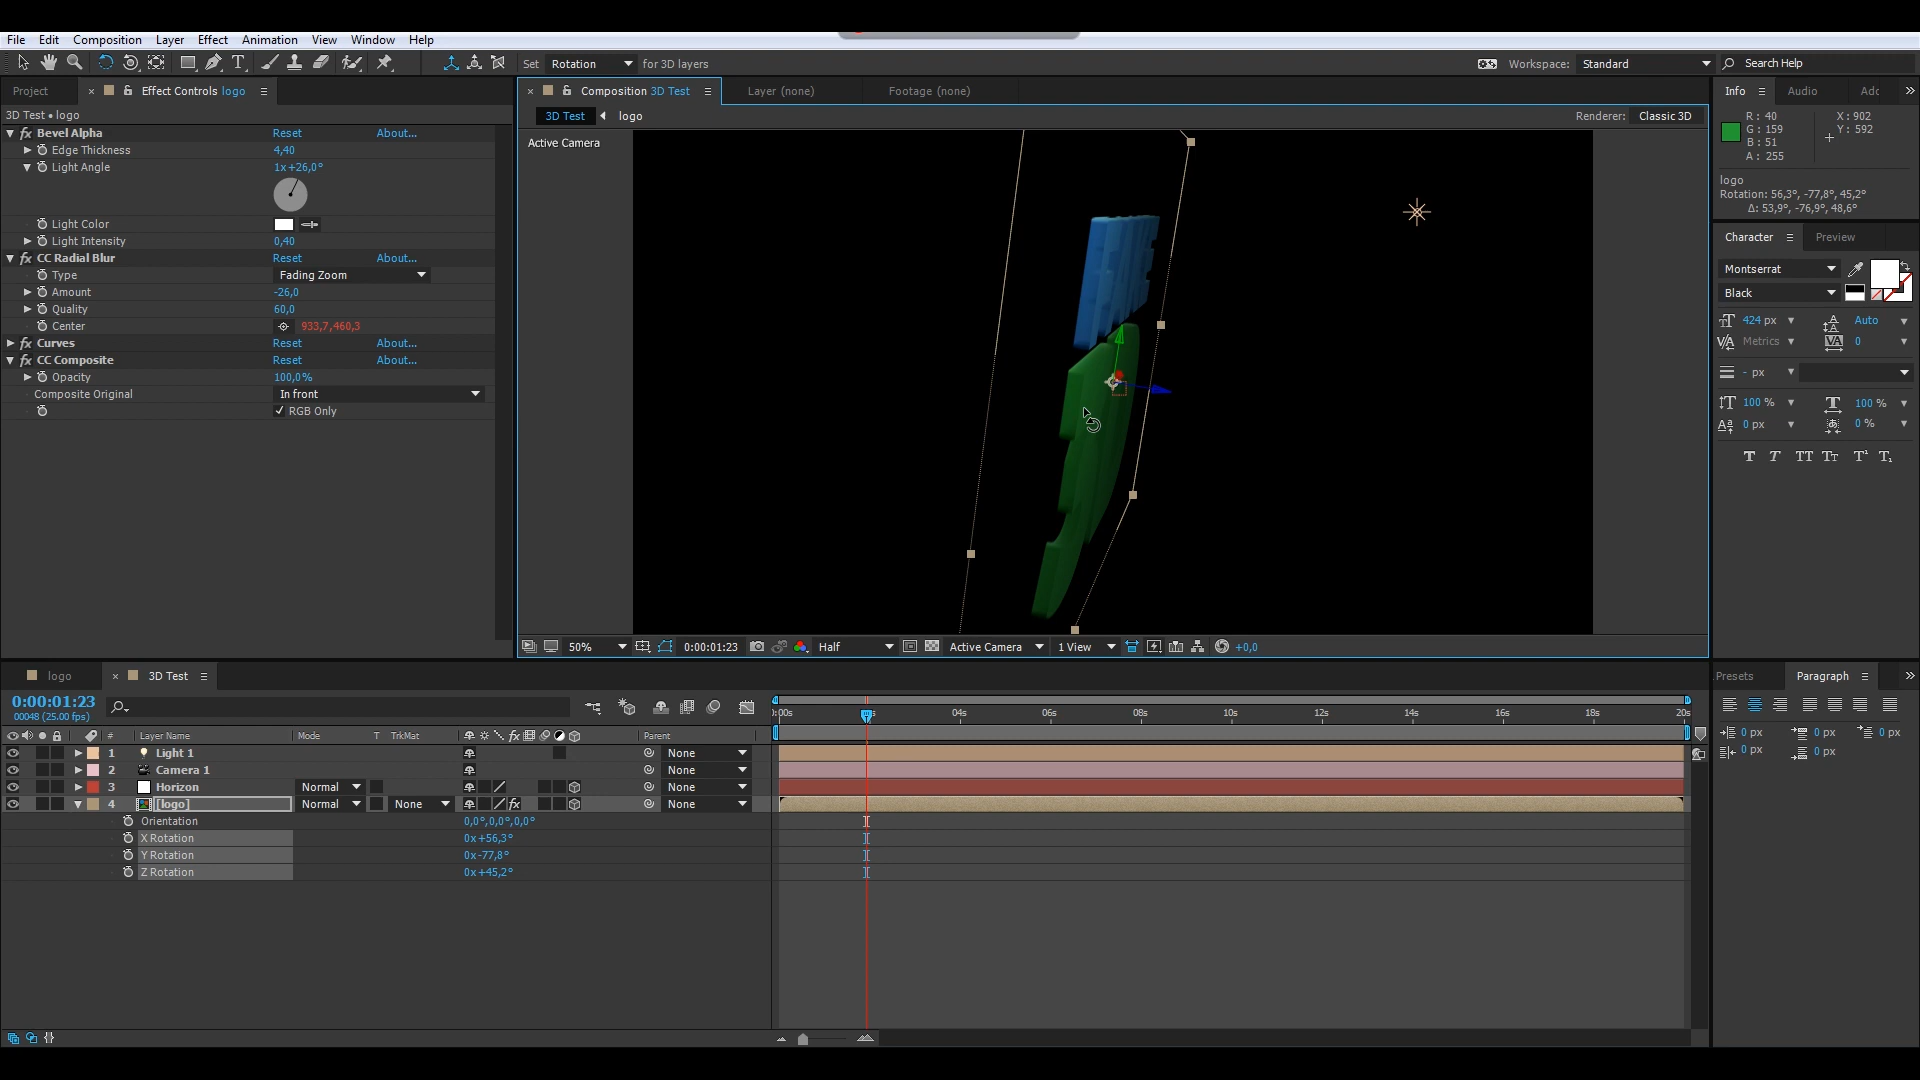 File Edit Composition Layer Effect Animation View Window Help
Set Rotation for 3D layers Workspace: Standard Search Help
Project Effect Controls logo Composition 3D Test Layer (none) Footage (none) Info Audio
3D Test • logo 3D Test logo Renderer: Classic 3D
R: 40 X: 902
G: 159 Y: 592
B: 51
A: 255
logo
Rotation: 56,3°, -77,8°, 45,2°
Δ: 53,9°, -76,9°, 48,6°
Bevel Alpha Reset About...
Edge Thickness 4,40
Light Angle 1x+26,0°
Light Color
Light Intensity 0,40
CC Radial Blur Reset About...
Type Fading Zoom
Amount -26,0
Quality 60,0
Center 933,7,460,3
Curves Reset About...
CC Composite Reset About...
Opacity 100,0%
Composite Original In front
RGB Only
Active Camera
Character Preview
Montserrat
Black
424 px Auto
Metrics 0
- px
100 % 100 %
0 px 0 %
50% 0:00:01:23 Half Active Camera 1 View +0,0
logo 3D Test Presets Paragraph
0:00:01:23
00048 (25.00 fps)
:00s 04s 06s 08s 10s 12s 14s 16s 18s 20s
# Layer Name Mode T TrkMat Parent
1 Light 1 None
2 Camera 1 None
3 Horizon Normal None
4 [logo] Normal None None
Orientation 0,0°,0,0°,0,0°
X Rotation 0x+56,3°
Y Rotation 0x-77,8°
Z Rotation 0x+45,2°
0 px 0 px 0 px
0 px 0 px